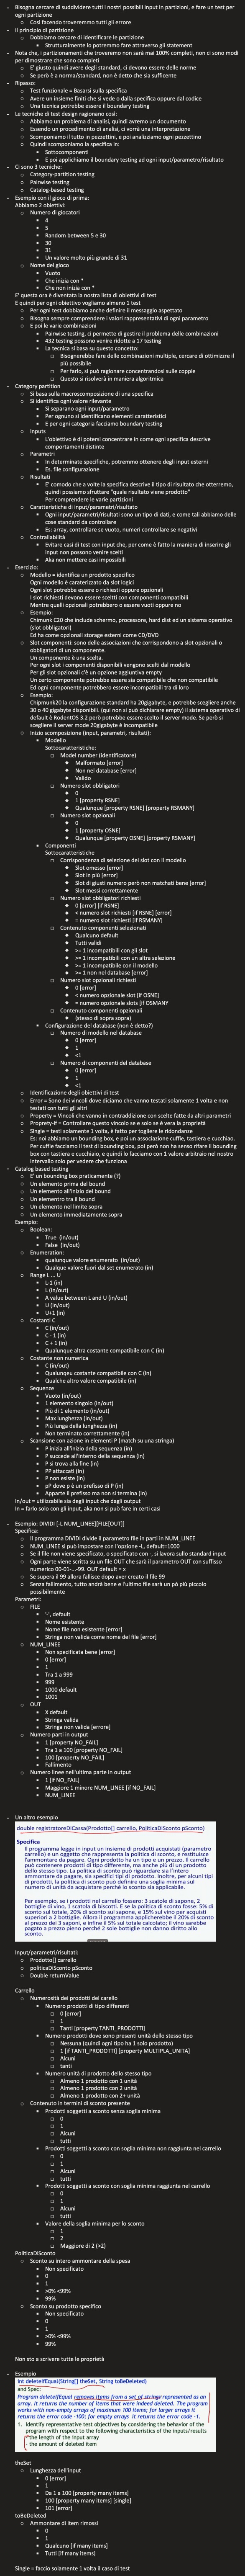 - Bisogna cercare di suddividere tutti i nostri possibili input in partizioni, e fare un test per
ogni partizione
○ Così facendo troveremmo tutti gli errore
- Il principio di partizione
○ Dobbiamo cercare di identificare le partizione
▪ Strutturalmente lo potremmo fare attraverso gli statement
- Nota che, i partizionamenti che troveremo non sarà mai 100% completi, non ci sono modi
per dimostrare che sono completi
○ E' giusto quindi avere degli standard, ci devono essere delle norme
○ Se però è a norma/standard, non è detto che sia suffciente
- Ripasso:
○ Test funzionale = Basarsi sulla specifica
○ Avere un insieme finiti che si vede o dalla specifica oppure dal codice
○ Una tecnica potrebbe essere il boundary testing
- Le tecniche di test design ragionano così:
○ Abbiamo un problema di analisi, quindi avremo un documento
○ Essendo un procedimento di analisi, ci vorrà una interpretazione
○ Scomponiamo il tutto in pezzettini, e poi analizziamo ogni pezzettino
○ Quindi scomponiamo la specifica in:
▪ Sottocomponenti
▪ E poi applichiamo il boundary testing ad ogni input/parametro/risultato
- Ci sono 3 tecniche:
○ Category-partition testing
○ Pairwise testing
○ Catalog-based testing
- Esempio con il gioco di prima:
Abbiamo 2 obiettivi:
○ Numero di giocatori
▪ 4
▪ 5
▪ Random between 5 e 30
▪ 30
▪ 31
▪ Un valore molto più grande di 31
○ Nome del gioco
▪ Vuoto
▪ Che inizia con *
▪ Che non inizia con *
E' questa ora è diventata la nostra lista di obiettivi di test
E quindi per ogni obiettivo vogliamo almeno 1 test
○ Per ogni test dobbiamo anche definire il messaggio aspettato
○ Bisogna sempre comprendere i valori rappresentativi di ogni parametro
○ E poi le varie combinazioni
▪ Pairwise testing, ci permette di gestire il problema delle combinazioni
▪ 432 testing possono venire ridotte a 17 testing
▪ La tecnica si basa su questo concetto:
□ Bisognerebbe fare delle combinazioni multiple, cercare di ottimizzre il
più possibile
□ Per farlo, si può ragionare concentrandosi sulle coppie
□ Questo si risolverà in maniera algoritmica
- Category partition
○ Si basa sulla macroscomposizione di una specifica
○ Si identifica ogni valore rilevante
▪ Si separano ogni input/parametro
▪ Per ognuno si identificano elementi caratteristici
▪ E per ogni categoria facciamo boundary testing
○ Inputs
▪ L'obiettivo è di potersi concentrare in come ogni specifica descrive
comportamenti distinte
○ Parametri
▪ In determinate specifiche, potremmo ottenere degli input esterni
▪ Es. file configurazione
○ Risultati
▪ E' comodo che a volte la specifica descrive il tipo di risultato che otterremo,
quindi possiamo sfruttare "quale risultato viene prodotto"
Per comprendere le varie partizioni
○ Caratteristiche di input/parametri/risultato
▪ Ogni input/parametro/risultati sono un tipo di dati, e come tali abbiamo delle
cose standard da controllare
▪ Es: array, controllare se vuoto, numeri controllare se negativi
○ Contrallabilità
▪ Evitare casi di test con input che, per come è fatto la maniera di inserire gli
input non possono venire scelti
▪ Aka non mettere casi impossibili
- Esercizio:
○ Modello = Identifica un prodotto specifico
Ogni modello è caraterizzato da slot logici
Ogni slot potrebbe essere o richiesti oppure opzionali
I slot richiesti devono essere scelti con componenti compatibili
Mentre quelli opzionali potrebbero o essere vuoti oppure no
○ Esempio:
Chimunk C20 che include schermo, processore, hard dist ed un sistema operativo
(slot obbligatori)
Ed ha come opzionali storage esterni come CD/DVD
○ Slot componenti: sono delle associazioni che corrispondono a slot opzionali o
obbligatori di un componente.
Un componente è una scelta.
Per ogni slot i componenti disponibili vengono scelti dal modello
Per gli slot opzionali c'è un opzione aggiuntiva empty
Un certo componente potrebbe essere sia compatibile che non compatibile
Ed ogni componente potrebbero essere incompatibili tra di loro
○ Esempio:
Chipmunk20 la configurazione standard ha 20gigabayte, e potrebbe scegliere anche
30 o 40 gigabayte disponibili. (qui non si può avere empty) il sistema operativo di
default è RodentOS 3.2 però potrebbe essere scelto il server mode. Se però si
scegliere il server mode 20gigabayte è incompatibile
○ Inizio scomposizione (input, parametri, risultati):
▪ Modello
Sottocaratteristiche:
□ Model number (identificatore)
◆ Malformato [error]
◆ Non nel database [error]
◆ Valido
□ Numero slot obbligatori
◆ 0
◆ 1 [property RSNE]
◆ Qualunque [property RSNE] [property RSMANY]
□ Numero slot opzionali
◆ 0
◆ 1 [property OSNE]
◆ Qualunque [property OSNE] [property RSMANY]
▪ Componenti
Sottocaratteristiche
□ Corrispondenza di selezione dei slot con il modello
◆ Slot omesso [error]
◆ Slot in più [error]
◆ Slot di giusti numero però non matchati bene [error]
◆ Slot messi correttamente
□ Numero slot obbligatori richiesti
◆ 0 [error] [if RSNE]
◆ < numero slot richiesti [If RSNE] [error]
◆ = numero slot richiesti [if RSMANY]
□ Contenuto componenti selezionati
◆ Qualcuno default
◆ Tutti validi
◆ >= 1 incompatibili con gli slot
◆ >= 1 incompatibile con un altra selezione
◆ >= 1 incompatibile con il modello
◆ >= 1 non nel database [error]
□ Numero slot opzionali richiesti
◆ 0 [error]
◆ < numero opzionale slot [if OSNE]
◆ = numero opzionale slots [if OSMANY
□ Contenuto componenti opzionali
◆ (stesso di sopra sopra)
▪ Configurazione del database (non è detto?)
□ Numero di modello nel database
◆ 0 [error]
◆ 1
◆ <1
□ Numero di componenti del database
◆ 0 [error]
◆ 1
◆ <1
○ Identificazione degli obiettivi di test
○ Error = Sono dei vincoli dove diciamo che vanno testati solamente 1 volta e non
testati con tutti gli altri
○ Property = Vincoli che vanno in contraddizione con scelte fatte da altri parametri
○ Property-if = Controllare questo vincolo se e solo se è vera la proprietà
○ Single = testi solamente 1 volta, è fatto per togliere la ridondanze
Es: noi abbiamo un bounding box, e poi un associazione cuffie, tastiera e cucchiao.
Per cuffie facciamo il test di bounding box, poi però non ha senso rifare il bounding
box con tastiera e cucchiaio, e quindi lo facciamo con 1 valore arbitraio nel nostro
intervallo solo per vedere che funziona
- Catalog based testing
○ E' un bounding box praticamente (?)
○ Un elemento prima del bound
○ Un elemento all'inizio del bound
○ Un elementro tra il bound
○ Un elemento nel limite sopra
○ Un elemento immediatamente sopra
Esempio:
○ Boolean:
▪ True (in/out)
▪ False (in/out)
○ Enumeration:
▪ qualunque valore enumerato (in/out)
▪ Qualque valore fuori dal set enumerato (in)
○ Range L ... U
▪ L-1 (in)
▪ L (in/out)
▪ A value between L and U (in/out)
▪ U (in/out)
▪ U+1 (in)
○ Costanti C
▪ C (in/out)
▪ C - 1 (in)
▪ C + 1 (in)
▪ Qualunque altra costante compatibile con C (in)
○ Costante non numerica
▪ C (in/out)
▪ Qualunqeu costante compatibile con C (in)
▪ Qualche altro valore compatibile (in)
○ Sequenze
▪ Vuoto (in/out)
▪ 1 elemento singolo (in/out)
▪ Più di 1 elemento (in/out)
▪ Max lunghezza (in/out)
▪ Più lunga della lunghezza (in)
▪ Non terminato correttamente (in)
○ Scansione con azione in elementi P (match su una stringa)
▪ P inizia all'inizio della sequenza (in)
▪ P succede all'interno della sequenza (in)
▪ P si trova alla fine (in)
▪ PP attaccati (in)
▪ P non esiste (in)
▪ pP dove p è un prefisso di P (in)
▪ Apparte il prefisso ma non si termina (in)
In/out = utilizzabile sia degli input che dagli output
In = farlo solo con gli input, aka non si può fare in certi casi

- Esempio: DIVIDI [-L NUM_LINEE][FILE[OUT]]
Specifica:
○ Il programma DIVIDI divide il parametro file in parti in NUM_LINEE
○ NUM_LINEE si può impostare con l'opzione -L, default=1000
○ Se il file non viene specificato, o specificato con -, si lavora sullo standard input
○ Ogni parte viene scritta su un file OUT che sarà il parametro OUT con suffiso
numerico 00-01-...-99. OUT default = x
○ Se supera il 99 allora fallisce dopo aver creato il file 99
○ Senza fallimento, tutto andrà bene e l'ultimo file sarà un pò più piccolo
possibilmente
Parametri:
○ FILE
▪ '-', default
▪ Nome esistente
▪ Nome file non esistente [error]
▪ Stringa non valida come nome del file [error]
○ NUM_LINEE
▪ Non specificata bene [error]
▪ 0 [error]
▪ 1
▪ Tra 1 a 999
▪ 999
▪ 1000 default
▪ 1001
○ OUT
▪ X default
▪ Stringa valida
▪ Stringa non valida [errore]
○ Numero parti in output
▪ 1 [property NO_FAIL]
▪ Tra 1 a 100 [property NO_FAIL]
▪ 100 [property NO_FAIL]
▪ Fallimento
○ Numero linee nell'ultima parte in output
▪ 1 [if NO_FAIL]
▪ Maggiore 1 minore NUM_LINEE [if NO_FAIL]
▪ NUM_LINEE

- Un altro esempio
double registratoreDiCassa(Prodotto[] carrello, PoliticaDiSconto pSconto)
Specifica
Il programma legge in input un insieme di prodotti acquistati (parametro
carrello) e un oggetto che rappresenta la politica di sconto, e restituisce
l'ammontare da pagare. Ogni prodotto ha un tipo e un prezzo. Il carrello
può contenere prodotti di tipo differente, ma anche più di un prodotto
dello stesso tipo. La politica di sconto può riguardare sia l'intero
ammontare da pagare, sia specifici tipi di prodotto. Inoltre, per alcuni tipi
di prodotti, la politica di sconto può definire una soglia minima sul
numero di unità da acquistare perché lo sconto sia applicabile.
Per esempio, se i prodotti nel carrello fossero: 3 scatole di sapone, 2
bottiglie di vino, 1 scatola di biscotti. E se la politica di sconto fosse: 5% di
sconto sul totale, 20% di sconto sul sapone, e 15% sul vino per acquisti
superiori a 2 bottiglie. Allora il programma applicherebbe il 20% di sconto
al prezzo dei 3 saponi, e infine il 5% sul totale calcolato; il vino sarebbe
pagato a prezzo pieno perché 2 sole bottiglie non danno diritto allo
sconto.

Input/parametri/risultati:
○ Prodotto[] carrello
○ politicaDiSconto pSconto
○ Double returnValue

Carrello
○ Numerosità dei prodotti del carello
▪ Numero prodotti di tipo differenti
□ 0 [error]
□ 1
□ Tanti [property TANTI_PRODOTTI]
▪ Numero prodotti dove sono presenti unità dello stesso tipo
□ Nessuna (quindi ogni tipo ha 1 solo prodotto)
□ 1 [if TANTI_PRODOTTI] [property MULTIPLA_UNITA]
□ Alcuni
□ tanti
▪ Numero unità di prodotto dello stesso tipo
□ Almeno 1 prodotto con 1 unità
□ Almeno 1 prodotto con 2 unità
□ Almeno 1 prodotto con 2+ unità
○ Contenuto in termini di sconto presente
▪ Prodotti soggetti a sconto senza soglia minima
□ 0
□ 1
□ Alcuni
□ tutti
▪ Prodotti soggetti a sconto con soglia minima non raggiunta nel carrello
□ 0
□ 1
□ Alcuni
□ tutti
▪ Prodotti soggetti a sconto con soglia minima raggiunta nel carrello
□ 0
□ 1
□ Alcuni
□ tutti
▪ Valore della soglia minima per lo sconto
□ 1
□ 2
□ Maggiore di 2 (>2)
PoliticaDiSconto
○ Sconto su intero ammontare della spesa
▪ Non specificato
▪ 0
▪ 1
▪ >0% <99%
▪ 99%
○ Sconto su prodotto specifico
▪ Non specificato
▪ 0
▪ 1
▪ >0% <99%
▪ 99%

Non sto a scrivere tutte le proprietà

- Esempio
int deleteIfEqual(String[] theSet, String toBeDeleted)
and Spec:
Program deleteIfEqual removes items from a set of strings represented as an
array. It returns the number of items that were indeed deleted. The program
works with non-empty arrays of maximum 100 items; for larger arrays it
returns the error code -100; for empty arrays it returns the error code -1.
1. Identify representative test objectives by considering the behavior of the
program with respect to the following characteristics of the inputs/results
the length of the input array
the amount of deleted item

theSet
○ Lunghezza dell'input
▪ 0 [error]
▪ 1
▪ Da 1 a 100 [property many items]
▪ 100 [property many items] [single]
▪ 101 [error]
toBeDeleted
○ Ammontare di item rimossi
▪ 0
▪ 1
▪ Qualcuno [if many items]
▪ Tutti [if many items]

Single = faccio solamente 1 volta il caso di test